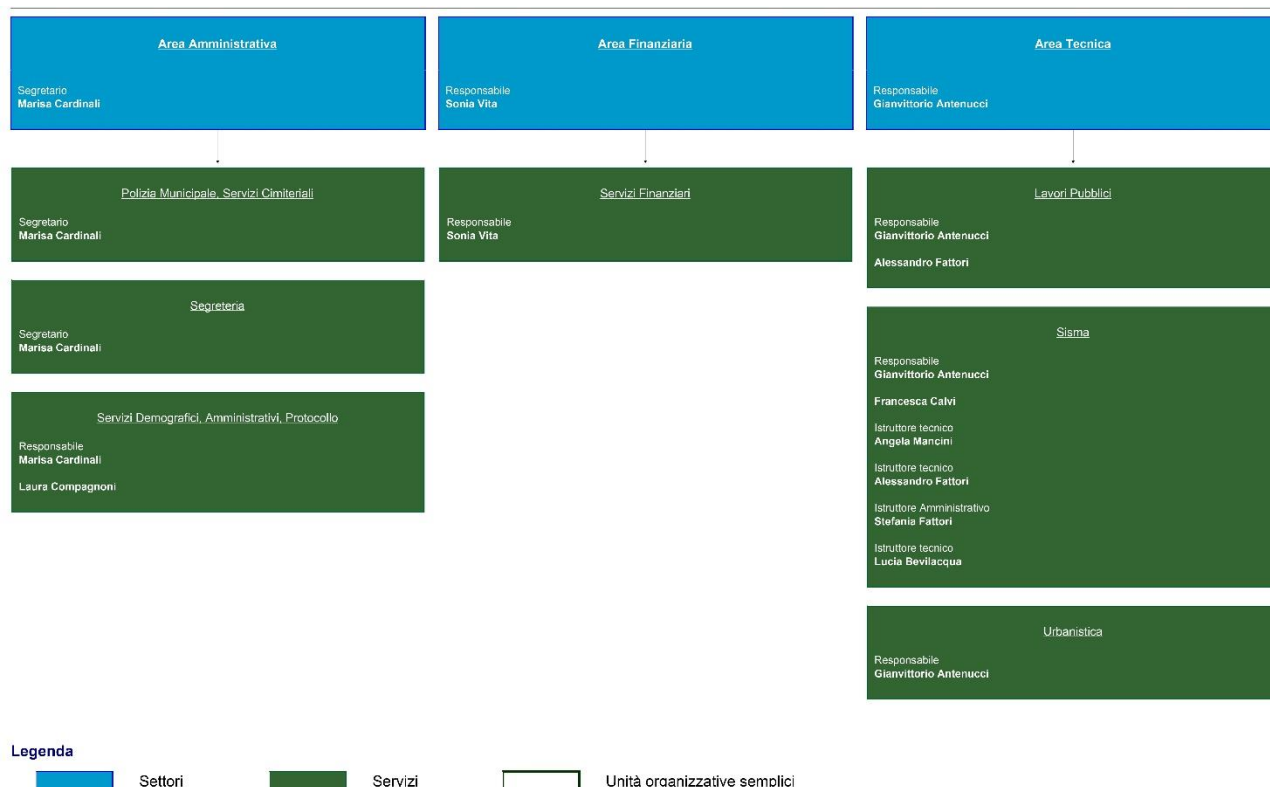 Area Amministrativa
Segretario
Marisa Cardinali
Area Finanziaria
Responsabile
Sonia Vita
Area Tecnica
Responsabile
Gianvittorio Antenucci
Polizia Municipale, Servizi Cimiteriali
Segretario
Marisa Cardinali
Segreteria
Segretario
Marisa Cardinali
Servizi Demografici, Amministrativi, Protocollo
Responsabile
Marisa Cardinali
Laura Compagnoni
Servizi Finanziari
Responsabile
Sonia Vita
Lavori Pubblici
Responsabile
Gianvittorio Antenucci
Alessandro Fattori
Sisma
Responsabile
Gianvittorio Antenucci
Francesca Calvi
Istruttore tecnico
Angela Mancini
Istruttore tecnico
Alessandro Fattori
Istruttore Amministrativo
Stefania Fattori
Istruttore tecnico
Lucia Bevilacqua
Urbanistica
Responsabile
Gianvittorio Antenucci
Legenda
Settori
Servizi
Unità organizzative semplici